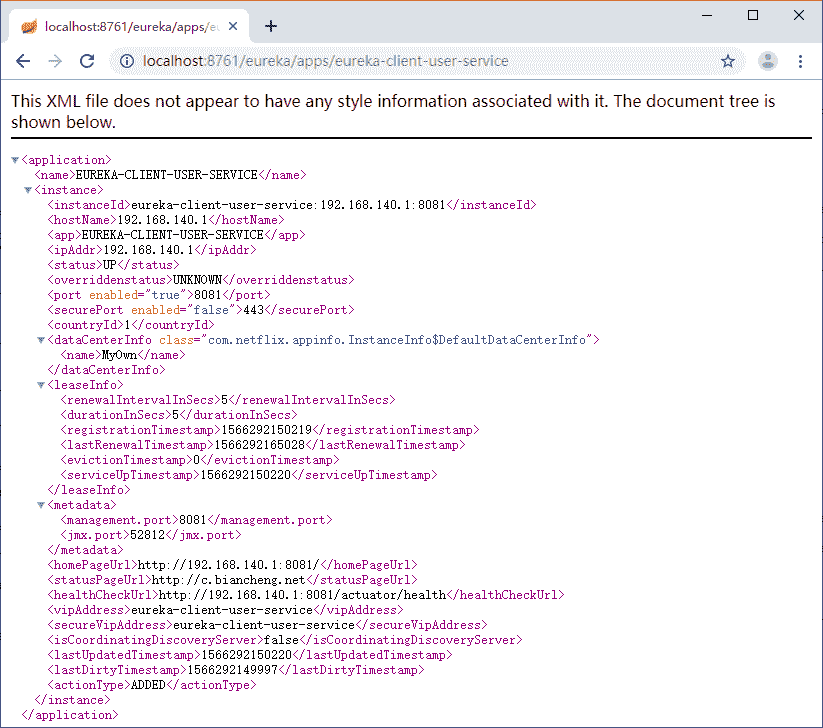 localhost:8761/eureka/apps/eu
localhost:8761/eureka/apps/eureka-client-user-service
This XML file does not appear to have any style information associated with it. The document tree is
shown below.
<application>
<name>EUREKA-CLIENT-USER-SERVICE</name>
<instance>
<instanceId>eureka-client-user-service:192.168.140.1:8081</instanceId>
<hostName>192.168.140.1</hostName>
<app>EUREKA-CLIENT-USER-SERVICE</app>
<ipAddr>192.168.140.1</ipAddr>
<status>UP</status>
<overriddenstatus>UNKNOWN</overriddenstatus>
<port enabled="true">8081</port>
<securePort enabled="false">443</securePort>
<countryId>1</countryId>
<dataCenterInfo class="com.netflix.appinfo.InstanceInfo$DefaultDataCenterInfo">
<name>MyOwn</name>
</dataCenterInfo>
<leaseInfo>
<renewalIntervalInSecs>5</renewalIntervalInSecs>
<durationInSecs>5</durationInSecs>
<registrationTimestamp>1566292150219</registrationTimestamp>
<lastRenewalTimestamp>1566292165028</lastRenewalTimestamp>
<evictionTimestamp>0</evictionTimestamp>
<serviceUpTimestamp>1566292150220</serviceUpTimestamp>
</leaseInfo>
<metadata>
<management.port>8081</management.port>
<jmx.port>52812</jmx.port>
</metadata>
<homePageUrl>http://192.168.140.1:8081/</homePageUrl>
<statusPageUrl>http://c.biancheng.net</statusPageUrl>
<healthCheckUrl>http://192.168.140.1:8081/actuator/health</healthCheckUrl>
<vipAddress>eureka-client-user-service</vipAddress>
<secureVipAddress>eureka-client-user-service</secureVipAddress>
<isCoordinatingDiscoveryServer>false</isCoordinatingDiscoveryServer>
<lastUpdatedTimestamp>1566292150220</lastUpdatedTimestamp>
<lastDirtyTimestamp>1566292149997</lastDirtyTimestamp>
<actionType>ADDED</actionType>
</instance>
</application>